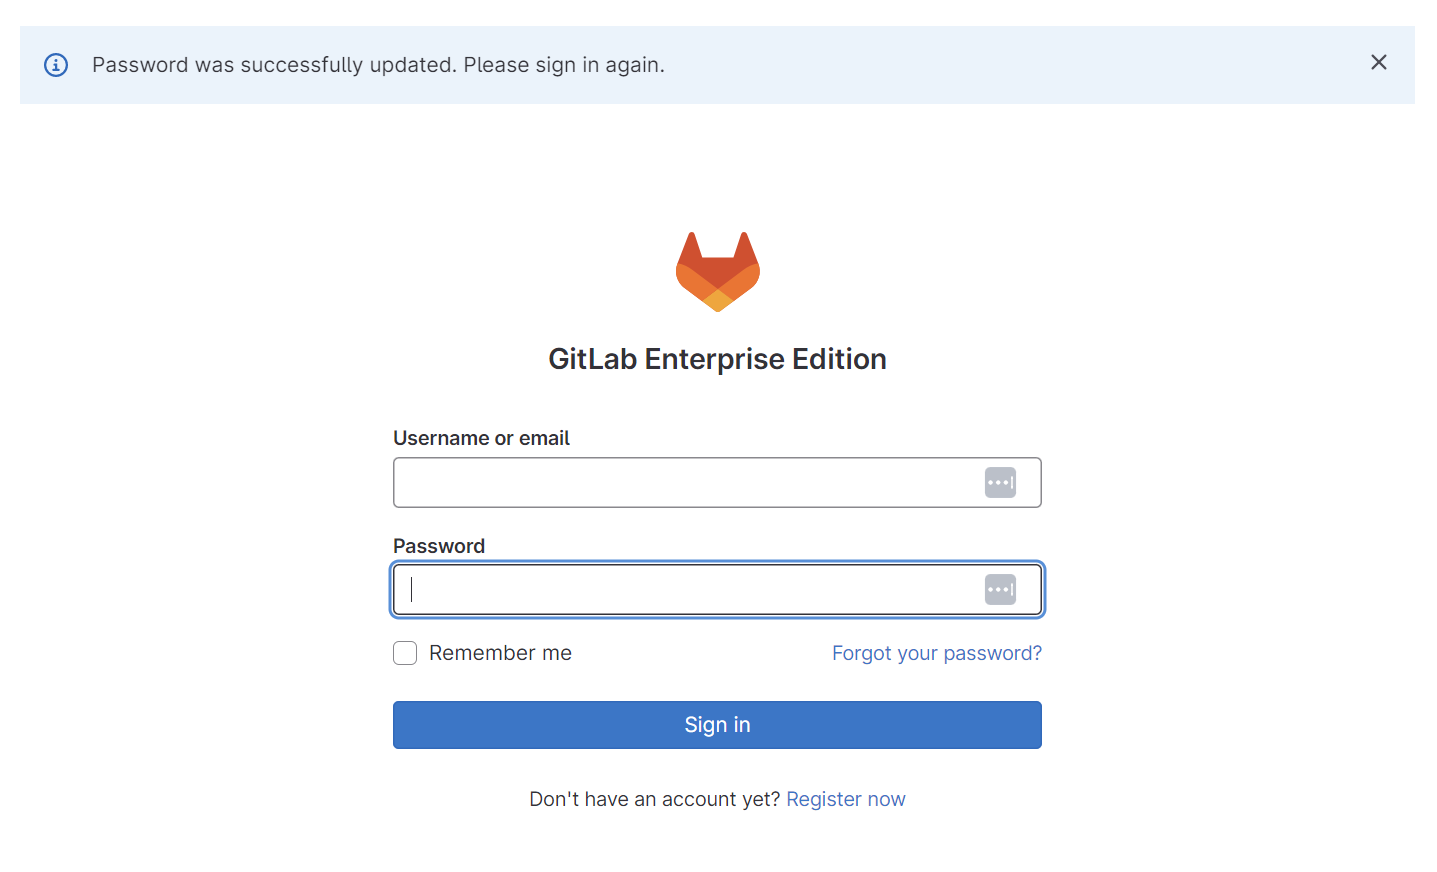 Password was successfully updated. Please sign in again.
GitLab Enterprise Edition
Username or email
Password
Remember me
Forgot your password?
Sign in
Don't have an account yet? Register now